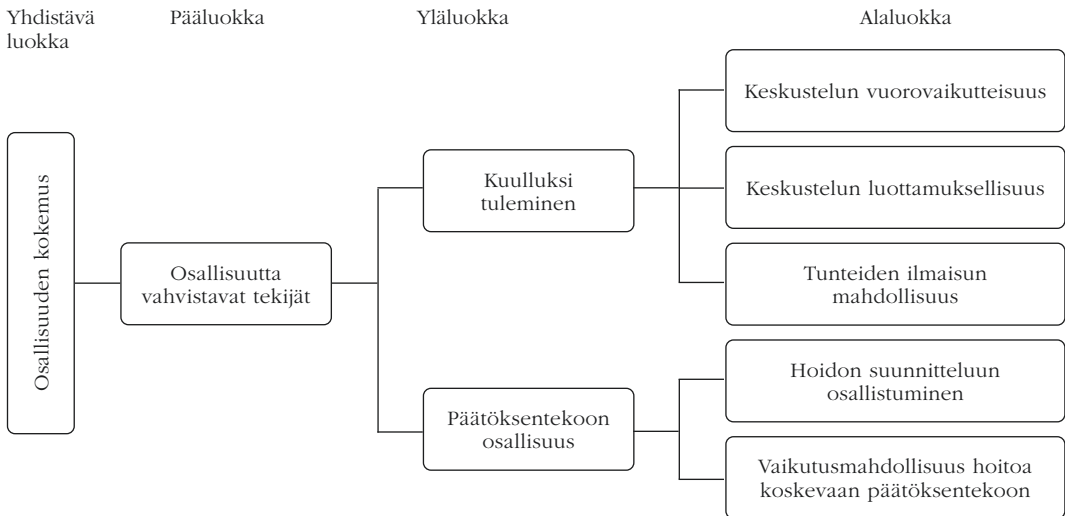 Yhdistävä
luokka
Pääluokka
Yläluokka
Alaluokka
Osallisuuden kokemus
Osallisuutta
vahvistavat tekijät
Kuulluksi
tuleminen
Keskustelun vuorovaikutteisuus
Keskustelun luottamuksellisuus
Tunteiden ilmaisun
mahdollisuus
Päätöksentekoon
osallisuus
Hoidon suunnitteluun
osallistuminen
Vaikutusmahdollisuus hoitoa
koskevaan päätöksentekoon